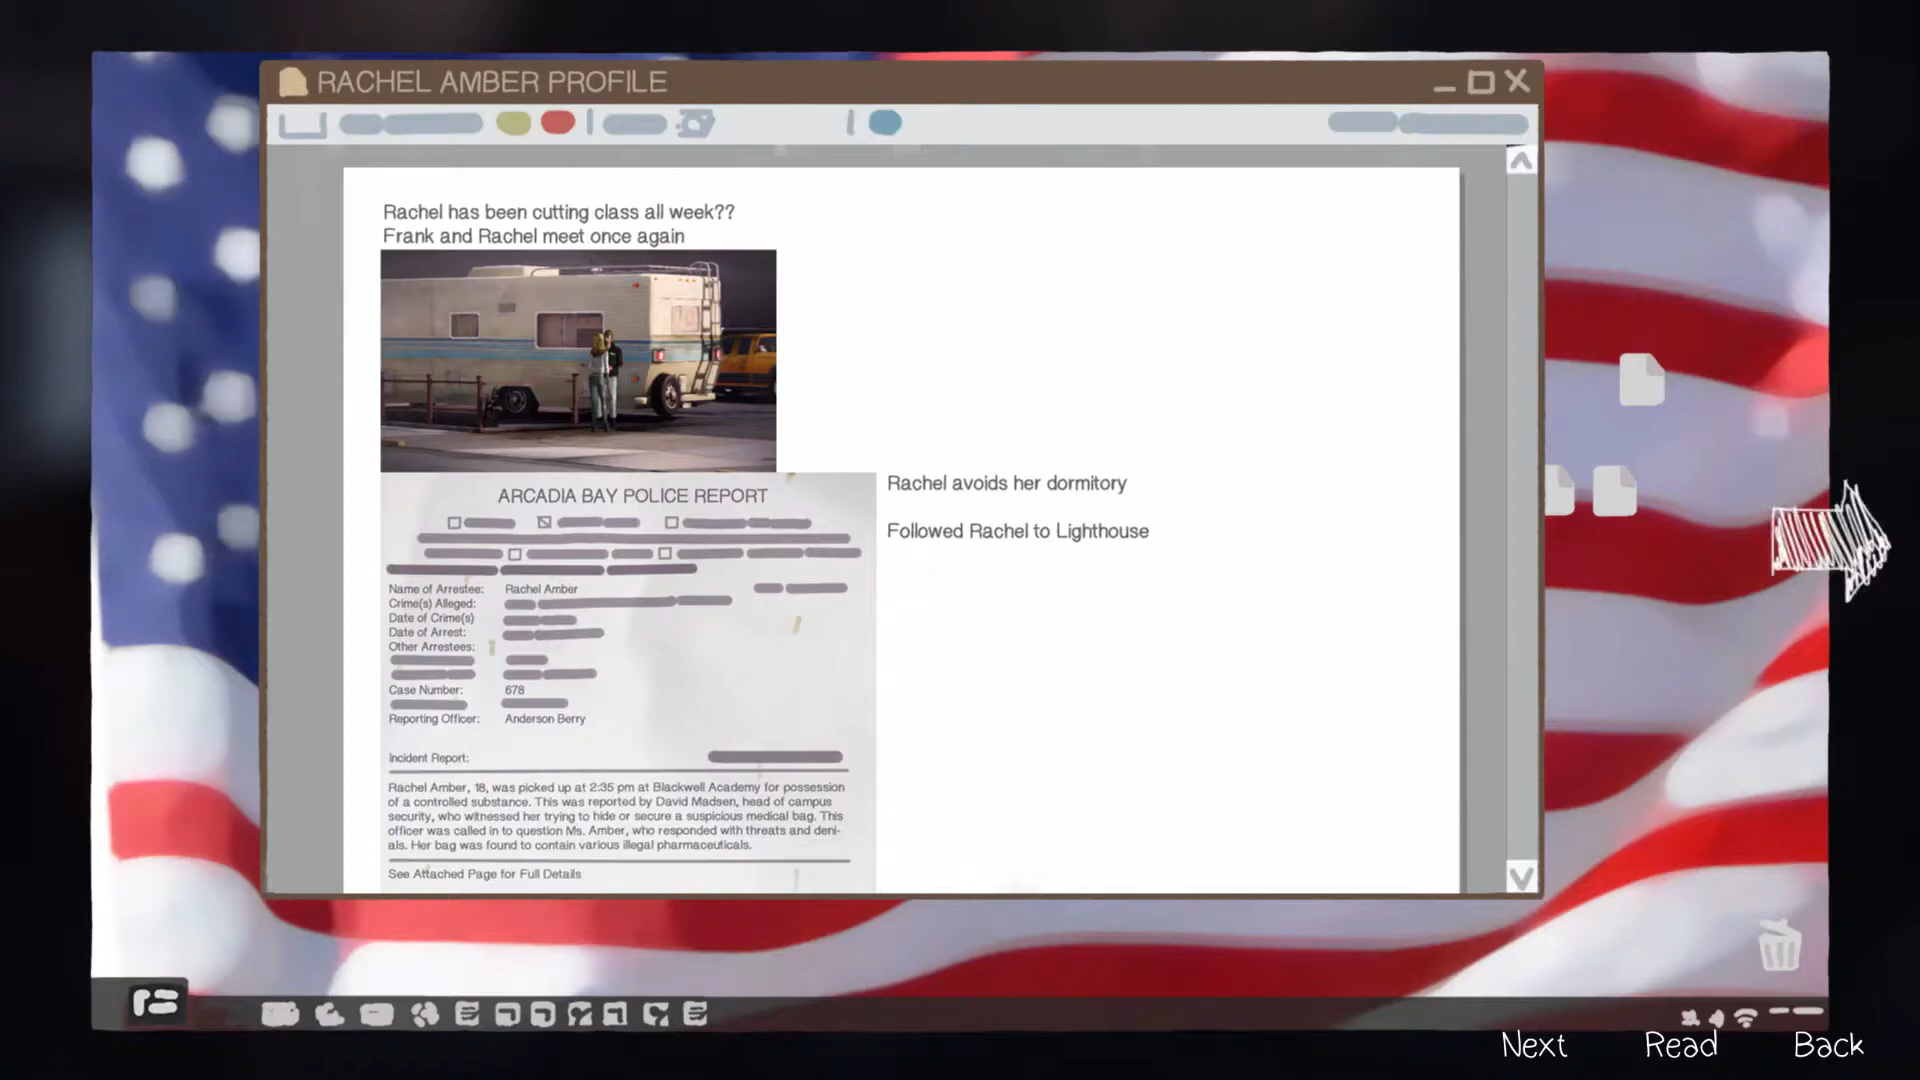 RACHEL AMBER PROFILE
Rachel has been cutting class all week??
Frank and Rachel meet once again
ARCADIA BAY POLICE REPORT
Name of Arrestee: Rachel Amber
Crime(s) Alleged:
Date of Crime(s)
Date of Arrest:
Other Arrestees:
Case Number: 678
Reporting Officer: Anderson Berry
Incident Report:
Rachel Amber, 18, was picked up at 2:35 pm at Blackwell Academy for possession
of a controlled substance. This was reported by David Madsen, head of campus
security, who witnessed her trying to hide or secure a suspicious medical bag. This
officer was called in to question Ms. Amber, who responded with threats and deni-
als. Her bag was found to contain various illegal pharmaceuticals.
See Attached Page for Full Details
Rachel avoids her dormitory
Followed Rachel to Lighthouse
Next Read Back